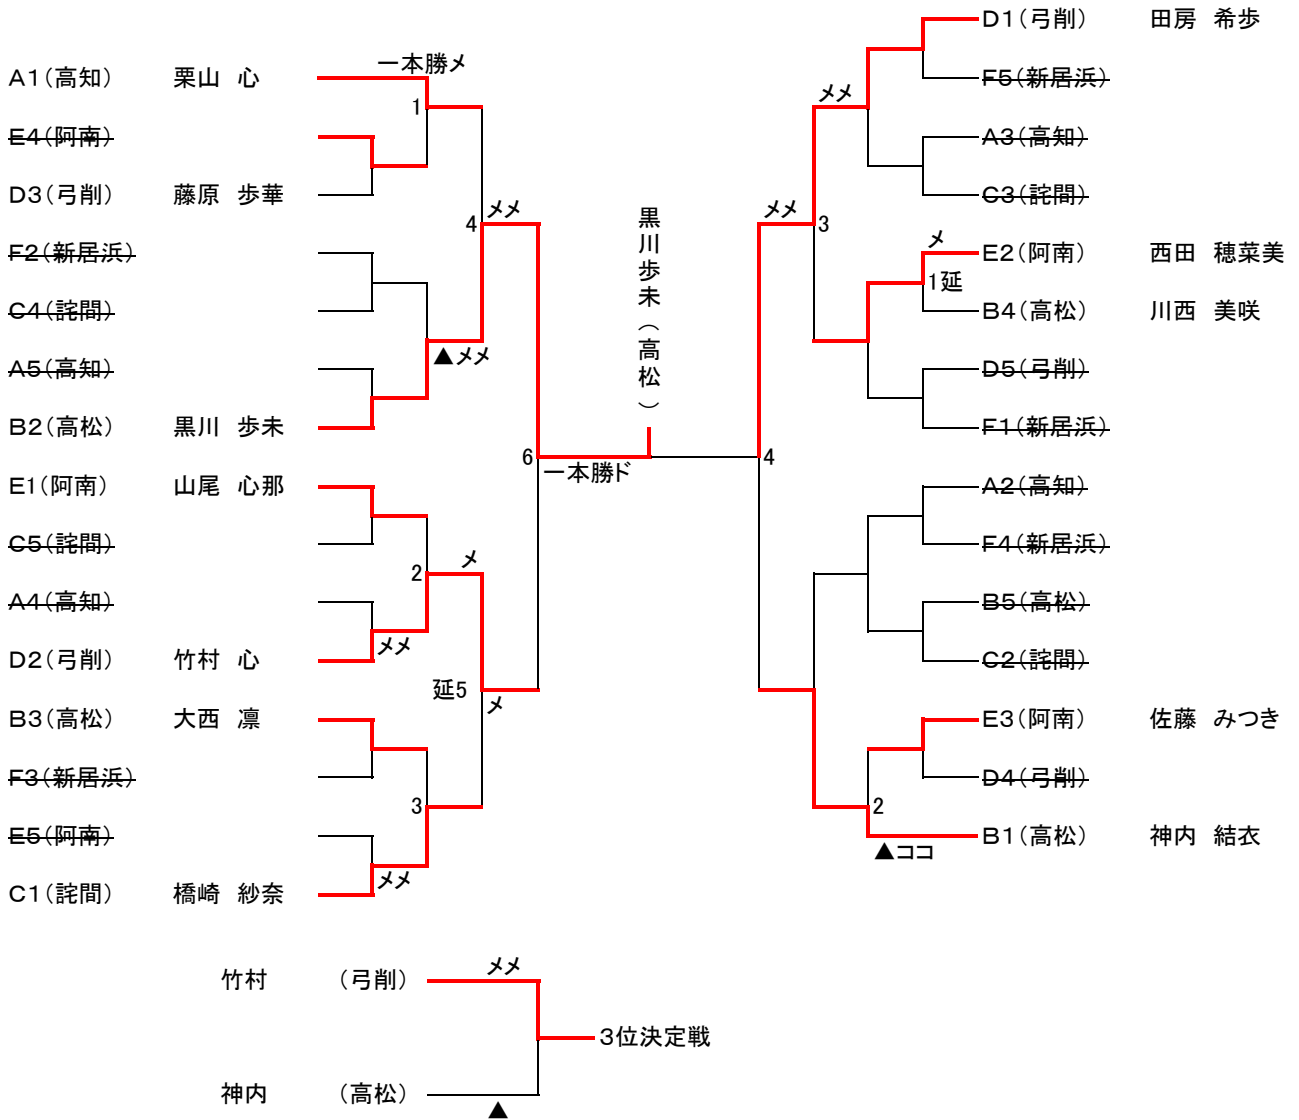 A1(高知) 栗山 心
一本勝メ
1
E4(阿南)
D3(弓削) 藤原 歩華
F2(新居浜)
4
メメ
C4(詫間)
A5(高知)
▲メメ
B2(高松) 黒川 歩未
E1(阿南) 山尾 心那
C5(詫間)
A4(高知)
2
メ
D2(弓削) 竹村 心
メメ
延5
メ
B3(高松) 大西 凛
F3(新居浜)
3
E5(阿南)
C1(詫間) 橋崎 紗奈
メメ
6
一本勝ド
黒川歩未(高松)
D1(弓削) 田房 希歩
F5(新居浜)
メメ
A3(高知)
C3(詫間)
メメ
3
メ
E2(阿南) 西田 穂菜美
1延
B4(高松) 川西 美咲
D5(弓削)
F1(新居浜)
4
A2(高知)
F4(新居浜)
B5(高松)
C2(詫間)
E3(阿南) 佐藤 みつき
D4(弓削)
2
B1(高松) 神内 結衣
▲ココ
竹村 (弓削)
メメ
3位決定戦
神内 (高松)
▲